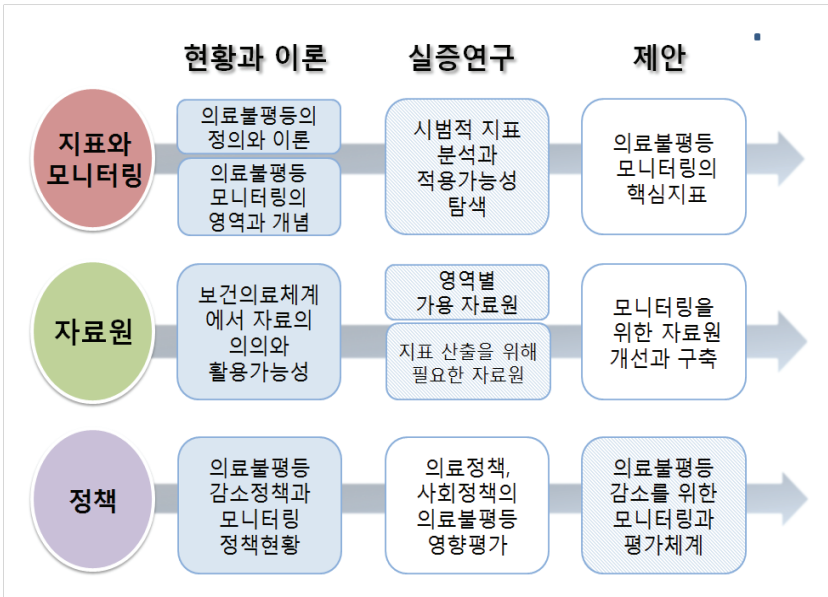 현황과 이론
실증연구
제안
지표와
모니터링
의료불평등의
정의와 이론
의료불평등
모니터링의
영역과 개념
시범적 지표
분석과
적용가능성
탐색
의료불평등
모니터링의
핵심지표
자료원
보건의료체계
에서 자료의
의의와
활용가능성
영역별
가용 자료원
지표 산출을 위해
필요한 자료원
모니터링을
위한 자료원
개선과 구축
정책
의료불평등
감소정책과
모니터링
정책현황
의료정책,
사회정책의
의료불평등
영향평가
의료불평등
감소를 위한
모니터링과
평가체계